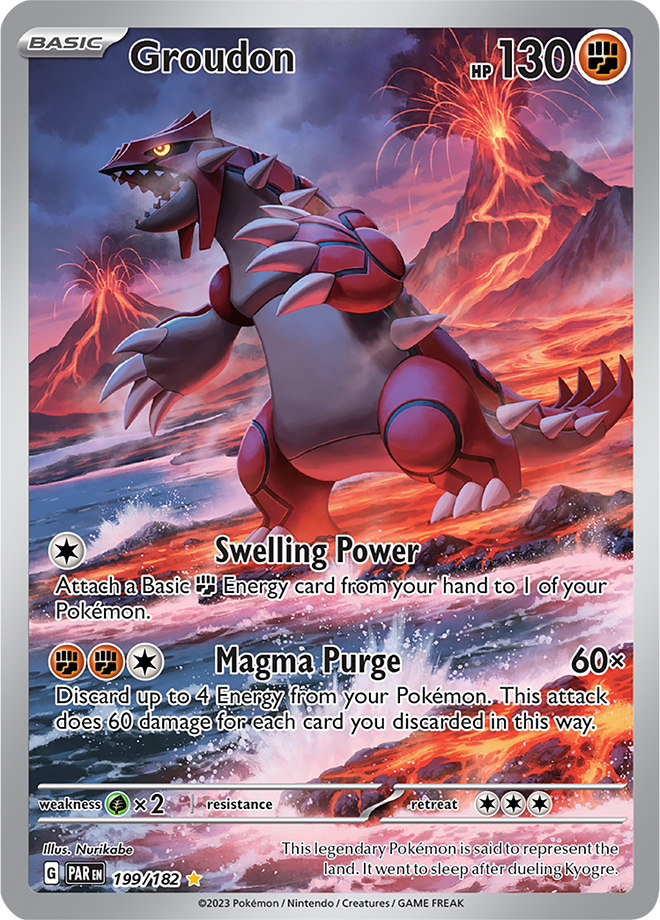 BASIC Groudon HP 130
Swelling Power
Attach a Basic Energy card from your hand to 1 of your
Pokémon.
Magma Purge 60×
Discard up to 4 Energy from your Pokémon. This attack
does 60 damage for each card you discarded in this way.
weakness ×2 resistance retreat
Illus. Nurikabe
This legendary Pokémon is said to represent the
land. It went to sleep after dueling Kyogre.
G PAR EN 199/182
©2023 Pokémon / Nintendo / Creatures / GAME FREAK